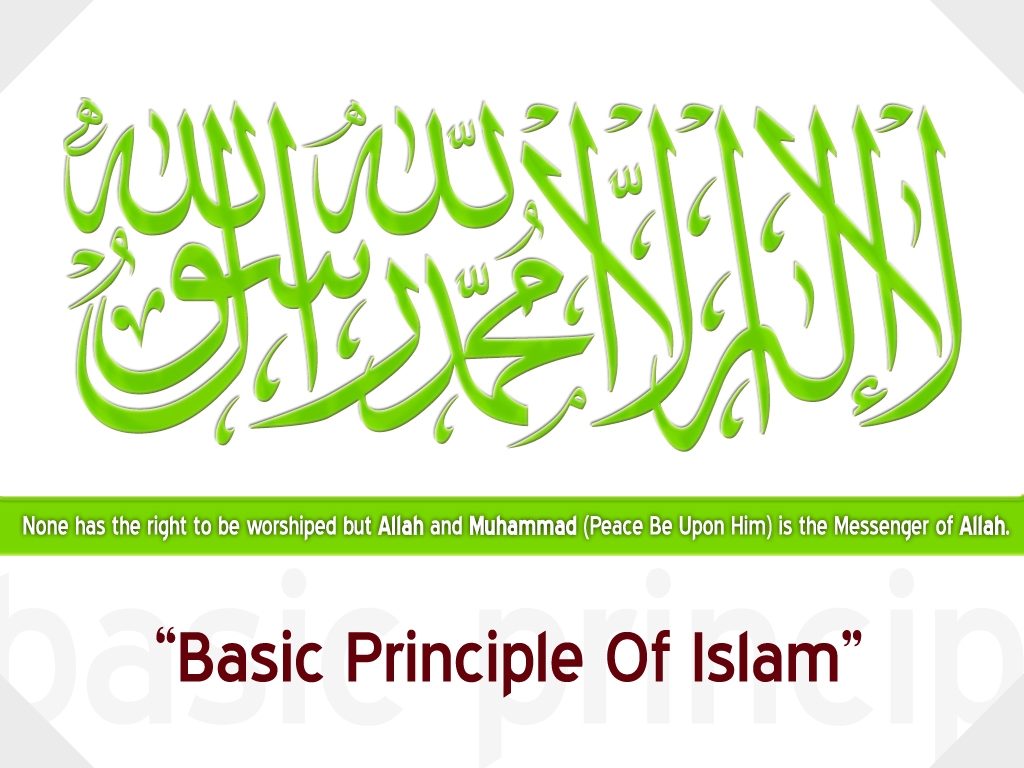 لا إله إلا الله محمد رسول الله
None has the right to be worshiped but Allah and Muhammad (Peace Be Upon Him) is the Messenger of Allah.
basic princip
“Basic Principle Of Islam”